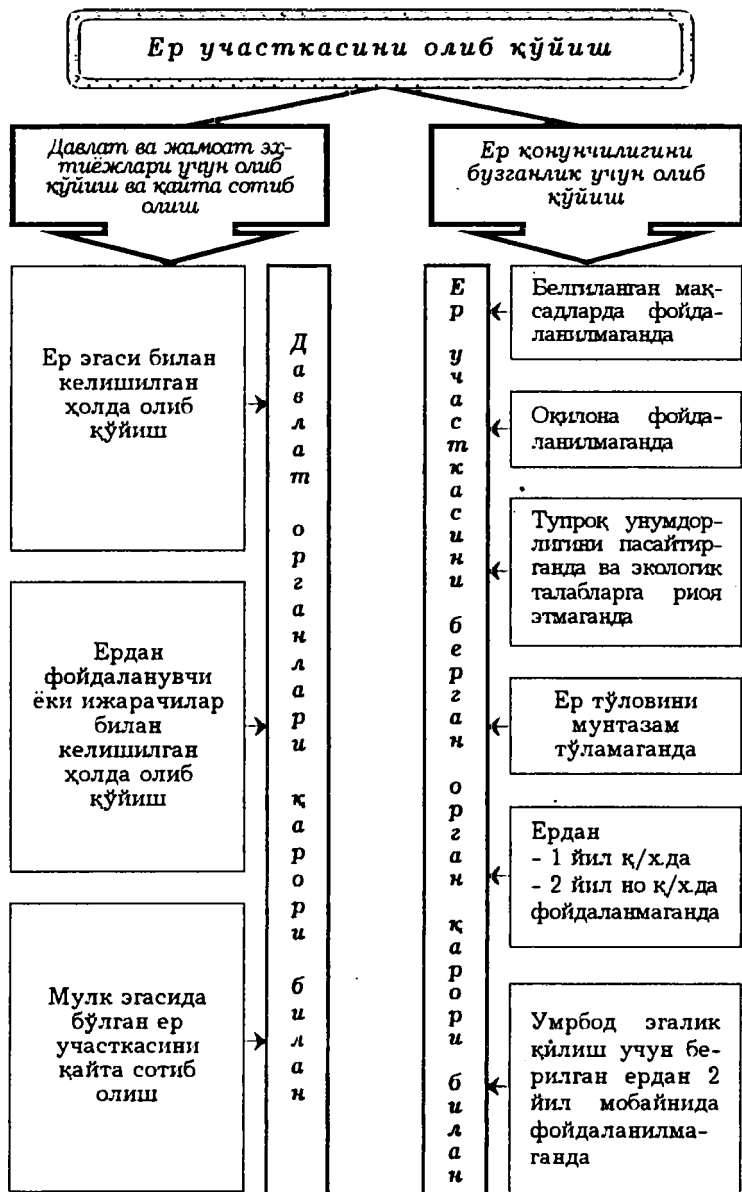 Ер участкасини олиб қўйиш
Давлат ва жамоат эҳ-
тиёжлари учун олиб
қўйиш ва қайта сотиб
олиш
Ер қонунчилигини
бузганлик учун олиб
қўйиш
Ер эгаси билан
келишилган
ҳолда олиб
қўйиш
Ердан
фойдаланувчи
ёки ижарачилар
билан
келишилган
ҳолда олиб
қўйиш
Мулк эгасида
бўлган ер
участкасини
қайта сотиб
олиш
Давлат органлари қарори билан
Ер участкасини берган орган қарори билан
Белгиланган мақ-
садларда фойда-
ланилмаганда
Оқилона фойда-
ланилмаганда
Тупроқ унумдор-
лигини пасайтир-
ганда ва экологик
талабларга риоя
этмаганда
Ер тўловини
мунтазам
тўламаганда
Ердан
- 1 йил қ/х.да
- 2 йил но қ/х.да
фойдаланмаганда
Умрбод эгалик
қилиш учун бе-
рилган ердан 2
йил мобайнида
фойдаланилма-
ганда